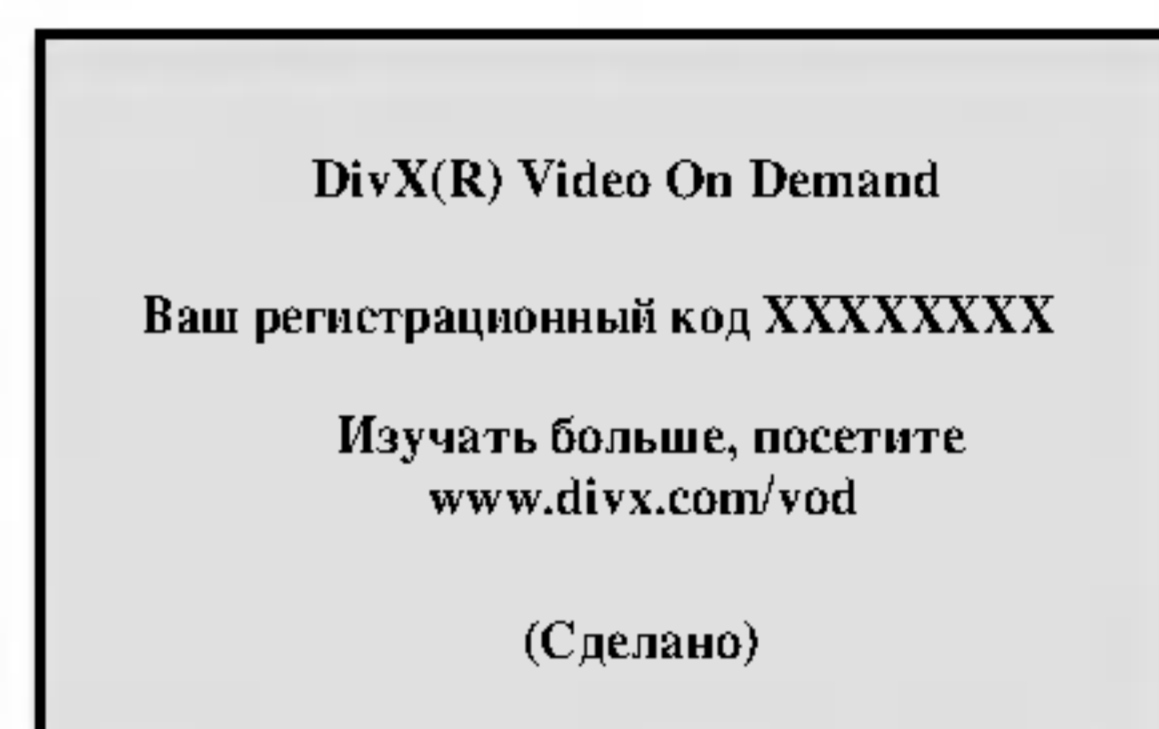 DivX(R) Video On Demand
Ваш регистрационный код XXXXXXXX
Изучать больше, посетите
www.divx.com/vod
(Сделано)